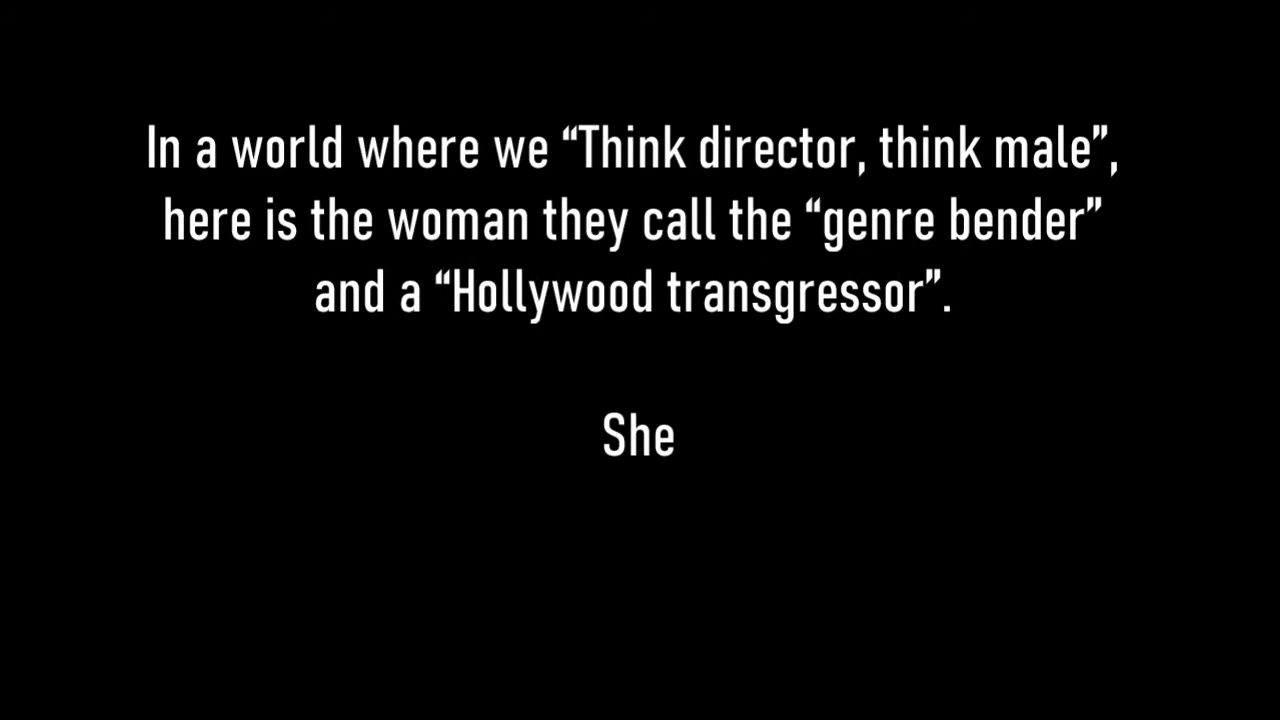 In a world where we “Think director, think male”,
here is the woman they call the “genre bender”
and a “Hollywood transgressor”.
She